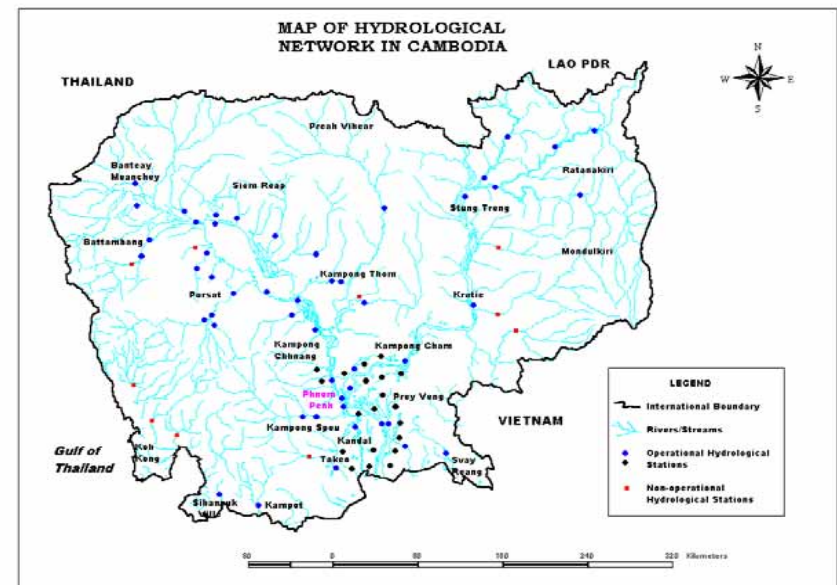 MAP OF HYDROLOGICAL
NETWORK IN CAMBODIA
THAILAND
LAO PDR
N
W E
S
Preah Vihear
Banteay
Meanchey
Siem Reap
Ratanakiri
Stung Treng
Battambang
Mondulkiri
Kampong Thom
Pursat
Kratie
Kampong
Chhnang
Kampong Cham
Phnom
Penh
Prey Veng
VIETNAM
Kampong Speu
Kandal
Gulf of
Thailand
Koh
Kong
Takeo
Svay
Rieng
Sihanouk
Ville
Kampot
LEGEND
International Boundary
Rivers/Streams
Operational Hydrological
Stations
Non-operational
Hydrological Stations
80 0 80 160 240 320 Kilometers